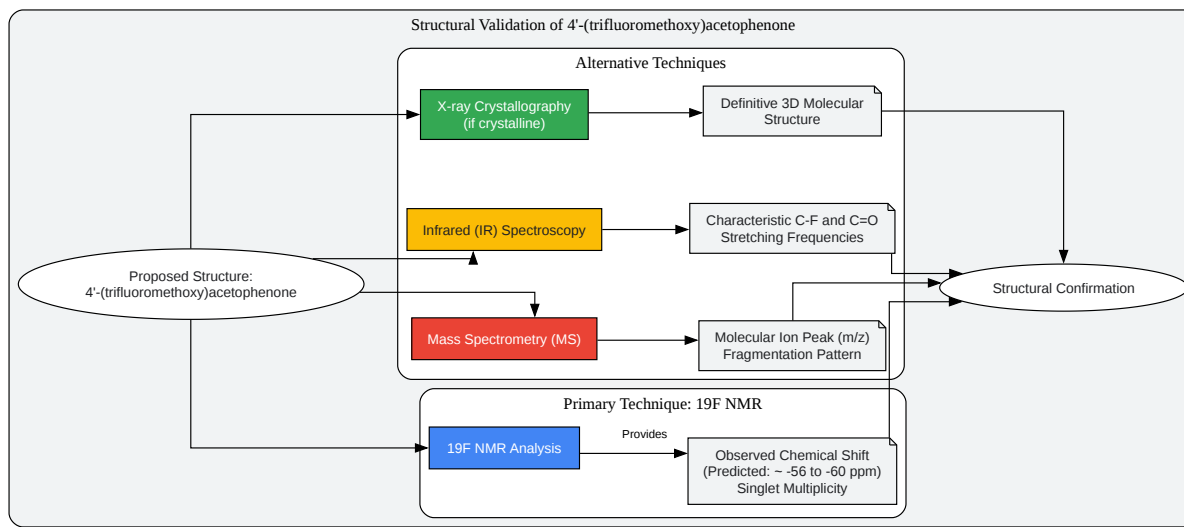 Structural Validation of 4'-(trifluoromethoxy)acetophenone
Alternative Techniques
X-ray Crystallography
(if crystalline)
Definitive 3D Molecular
Structure
Infrared (IR) Spectroscopy
Characteristic C-F and C=O
Stretching Frequencies
Proposed Structure:
4'-(trifluoromethoxy)acetophenone
Structural Confirmation
Mass Spectrometry (MS)
Molecular Ion Peak (m/z)
Fragmentation Pattern
Primary Technique: 19F NMR
19F NMR Analysis
Provides
Observed Chemical Shift
(Predicted: ~ -56 to -60 ppm)
Singlet Multiplicity